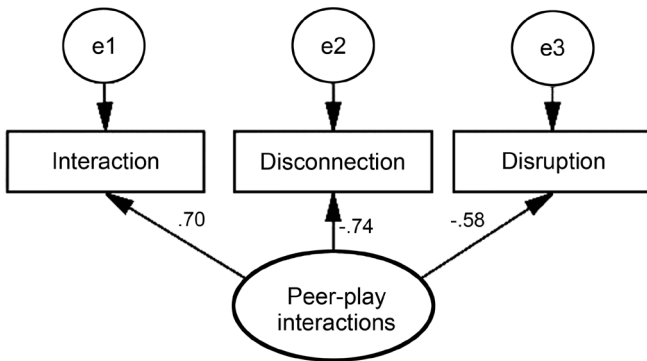 e1
e2
e3
Interaction
Disconnection
Disruption
.70
-.74
-.58
Peer-play
interactions